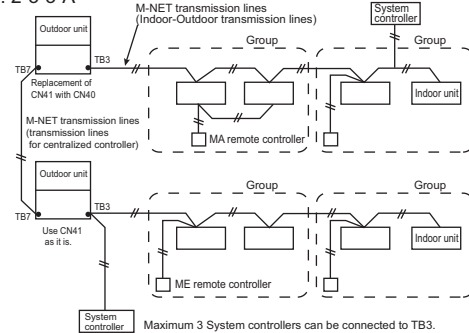 M-NET transmission lines
(Indoor-Outdoor transmission lines)
System
controller
Outdoor unit
TB3
TB7
Replacement of
CN41 with CN40
Group
Group
Indoor unit
MA remote controller
M-NET transmission lines
(transmission lines
for centralized controller)
Outdoor unit
TB3
TB7
Use CN41
as it is.
Group
Group
Indoor unit
ME remote controller
System
controller
Maximum 3 System controllers can be connected to TB3.